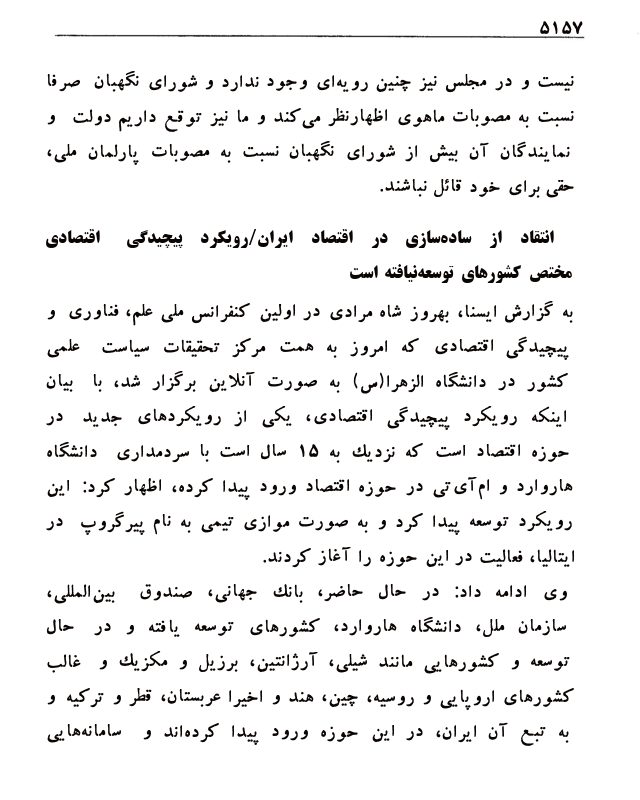 ۵۱۵۷
نیست و در مجلس نیز چنین رویه‌ای وجود ندارد و شورای نگهبان صرفا
نسبت به مصوبات ماهوی اظهارنظر می‌کند و ما نیز توقع داریم دولت و
نمایندگان آن بیش از شورای نگهبان نسبت به مصوبات پارلمان ملی،
حقی برای خود قائل نباشند.
انتقاد از ساده‌سازی در اقتصاد ایران/رویکرد پیچیدگی اقتصادی
مختص کشورهای توسعه‌نیافته است
به گزارش ایسنا، بهروز شاه مرادی در اولین کنفرانس ملی علم، فناوری و
پیچیدگی اقتصادی که امروز به همت مرکز تحقیقات سیاست علمی
کشور در دانشگاه الزهرا(س) به صورت آنلاین برگزار شد، با بیان
اینکه رویکرد پیچیدگی اقتصادی، یکی از رویکردهای جدید در
حوزه اقتصاد است که نزدیك به ۱۵ سال است با سردمداری دانشگاه
هاروارد و ام‌آی‌تی در حوزه اقتصاد ورود پیدا کرده، اظهار کرد: این
رویکرد توسعه پیدا کرد و به صورت موازی تیمی به نام پیرگروپ در
ایتالیا، فعالیت در این حوزه را آغاز کردند.
وی ادامه داد: در حال حاضر، بانك جهانی، صندوق بین‌المللی،
سازمان ملل، دانشگاه هاروارد، کشورهای توسعه یافته و در حال
توسعه و کشورهایی مانند شیلی، آرژانتین، برزیل و مکزیك و غالب
کشورهای اروپایی و روسیه، چین، هند و اخیرا عربستان، قطر و ترکیه و
به تبع آن ایران، در این حوزه ورود پیدا کرده‌اند و سامانه‌هایی